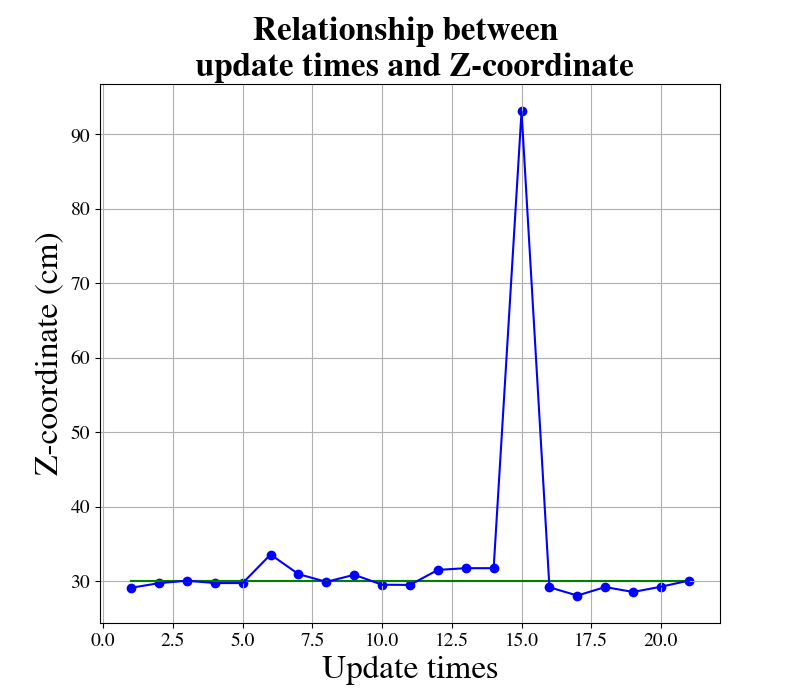 Relationship between
update times and Z-coordinate
Z-coordinate (cm)
90
80
70
60
50
40
30
0.0 2.5 5.0 7.5 10.0 12.5 15.0 17.5 20.0
Update times